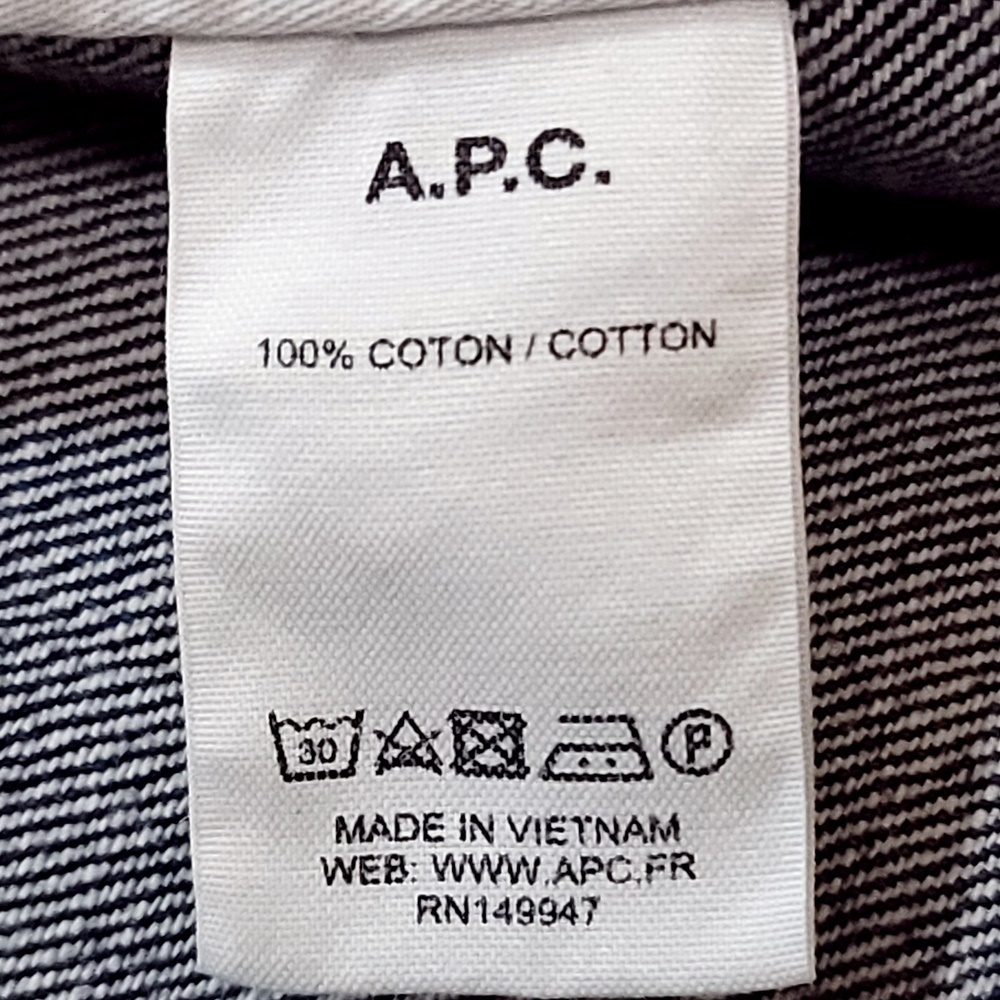 A.P.C.
100% COTON / COTTON
30 P
MADE IN VIETNAM
WEB: WWW.APC.FR
RN149947